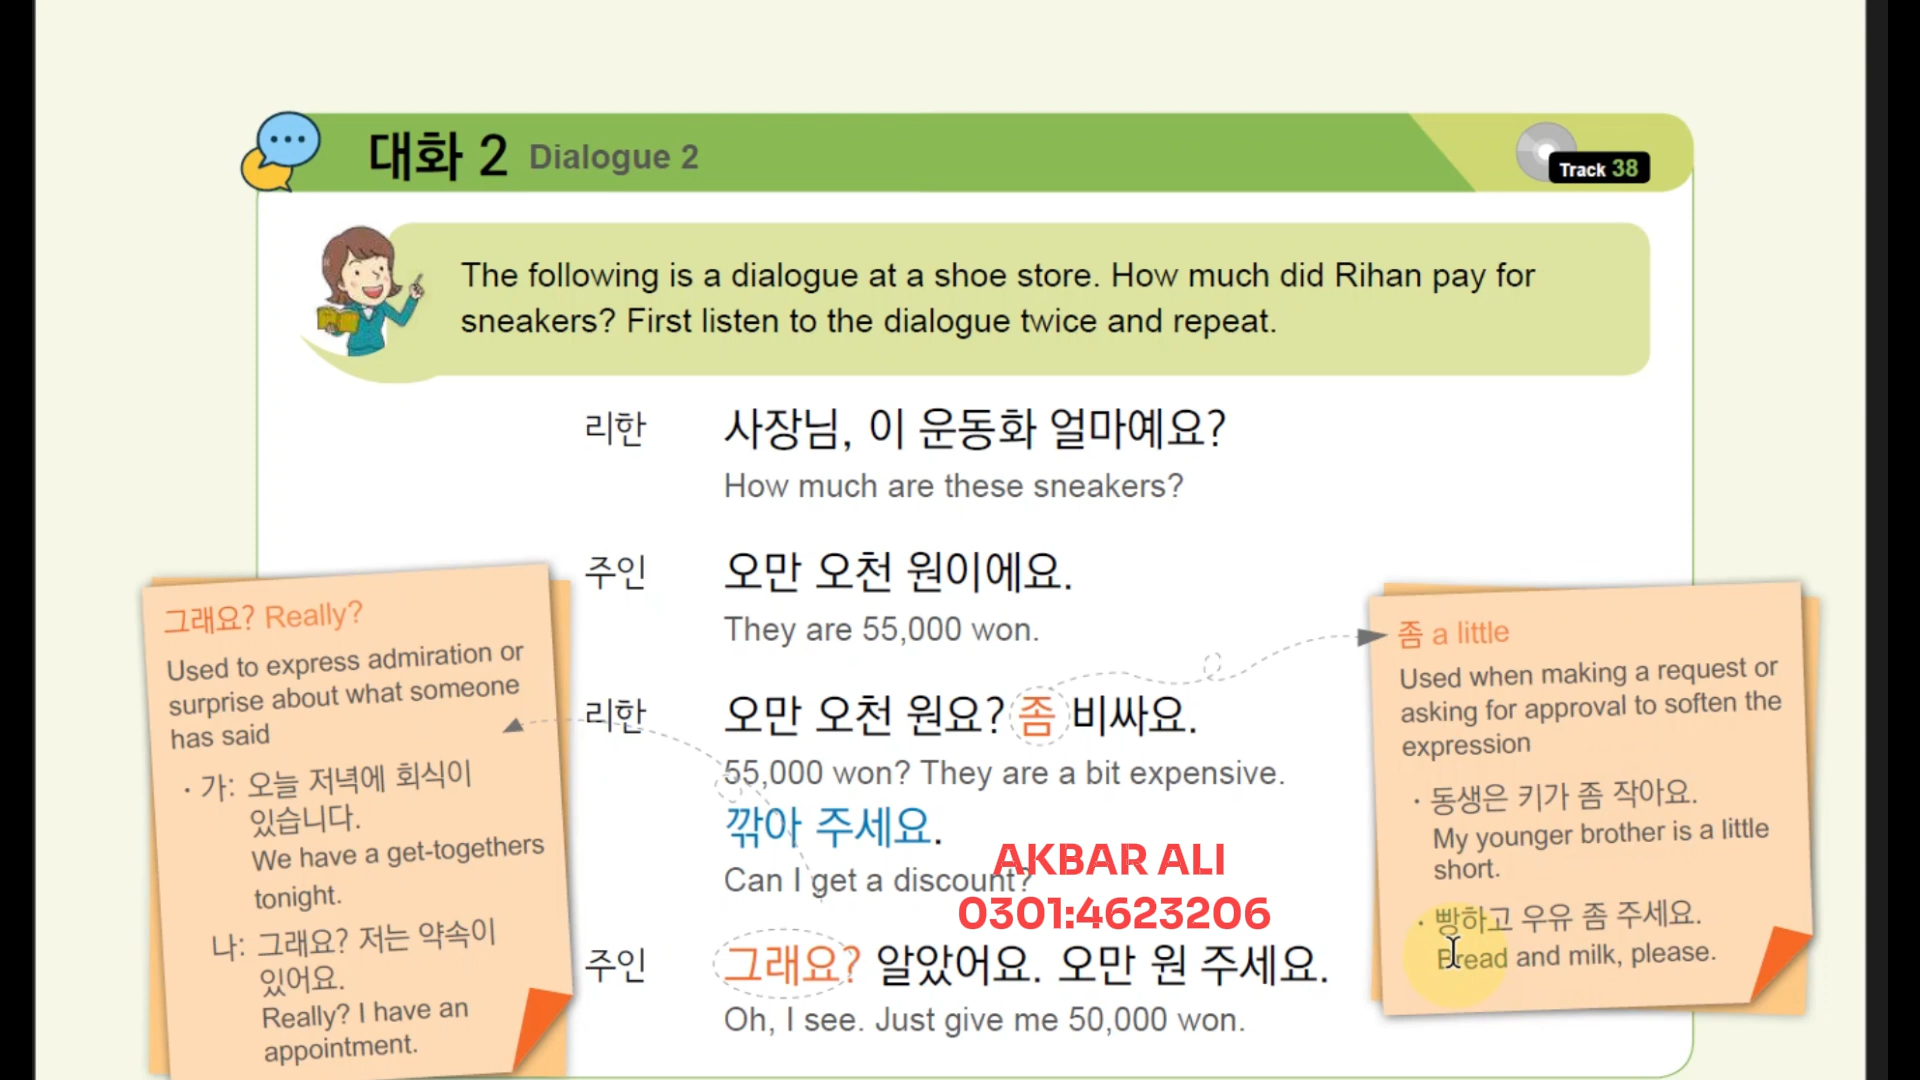 대화 2 Dialogue 2
Track 38
The following is a dialogue at a shoe store. How much did Rihan pay for
sneakers? First listen to the dialogue twice and repeat.
리한 사장님, 이 운동화 얼마예요?
How much are these sneakers?
주인 오만 오천 원이에요.
They are 55,000 won.
리한 오만 오천 원요? 좀 비싸요.
55,000 won? They are a bit expensive.
깎아 주세요.
Can I get a discount?
주인 그래요? 알았어요. 오만 원 주세요.
Oh, I see. Just give me 50,000 won.
그래요? Really?
Used to express admiration or
surprise about what someone
has said
· 가: 오늘 저녁에 회식이
있습니다.
We have a get-togethers
tonight.
나: 그래요? 저는 약속이
있어요.
Really? I have an
appointment.
좀 a little
Used when making a request or
asking for approval to soften the
expression
· 동생은 키가 좀 작아요.
My younger brother is a little
short.
· 빵하고 우유 좀 주세요.
Bread and milk, please.
AKBAR ALI
0301:4623206